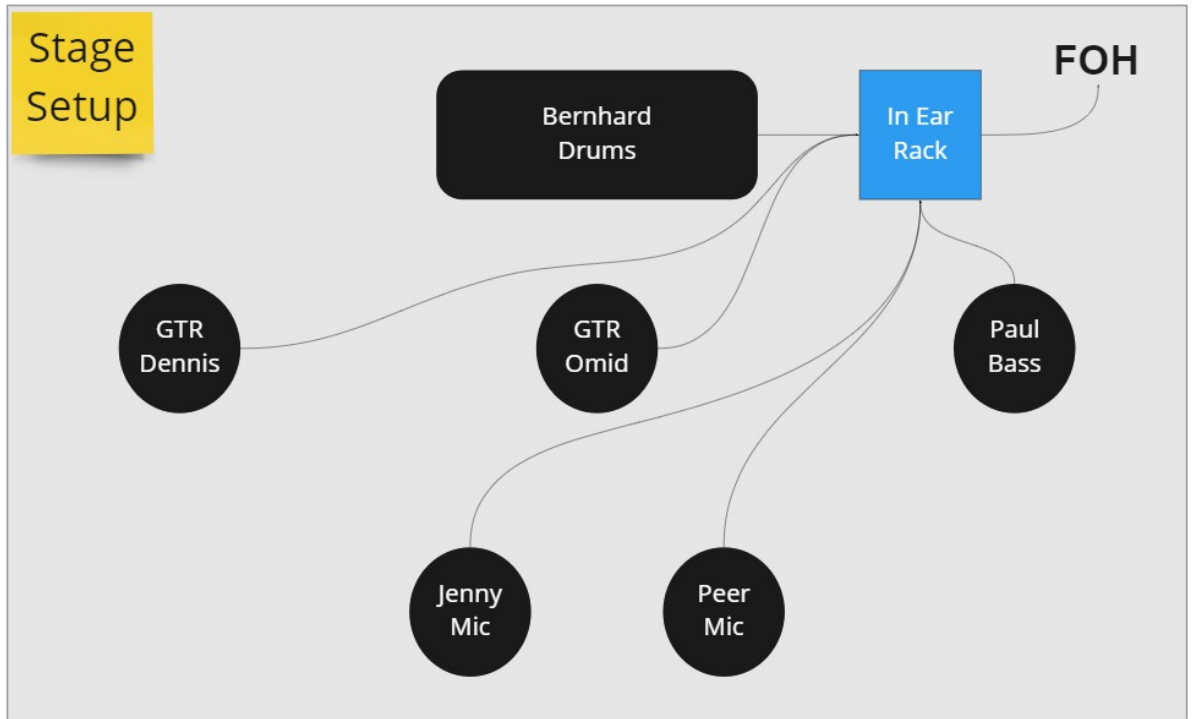 Stage
Setup
Bernhard
Drums
In Ear
Rack
FOH
GTR
Dennis
GTR
Omid
Paul
Bass
Jenny
Mic
Peer
Mic